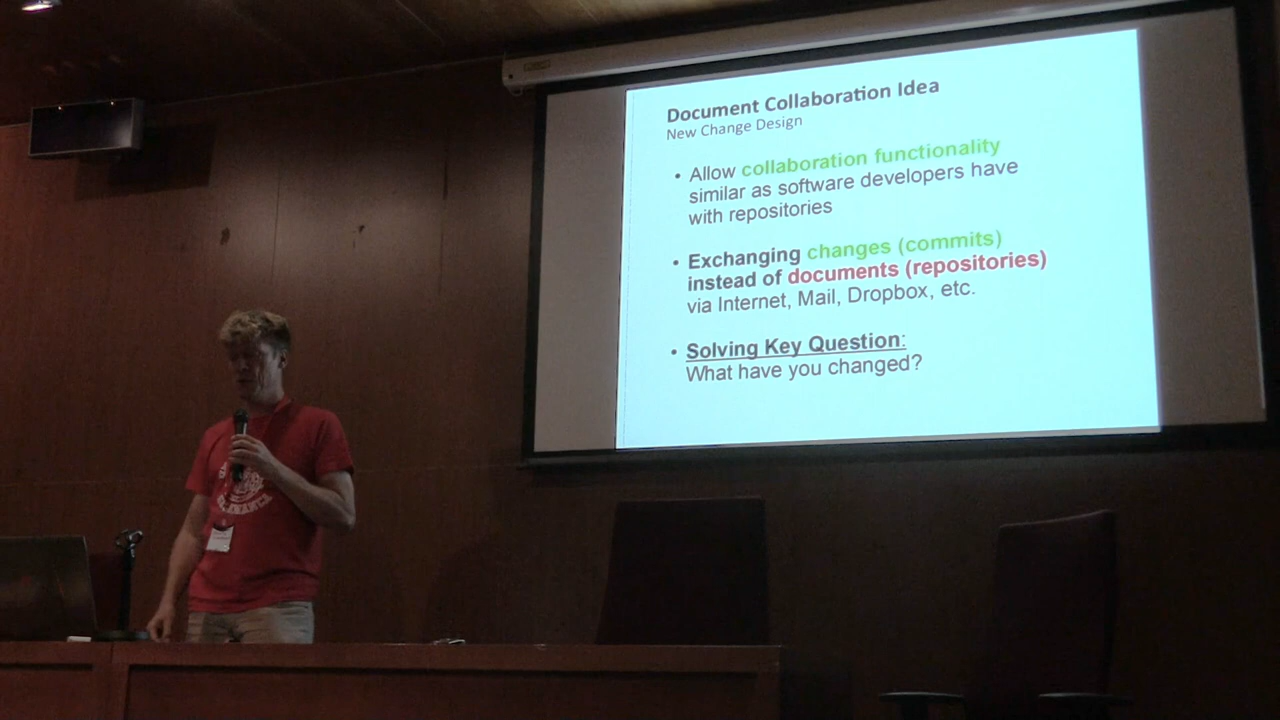 Document Collaboration Idea
New Change Design
• Allow collaboration functionality
similar as software developers have
with repositories
• Exchanging changes (commits)
instead of documents (repositories)
via Internet, Mail, Dropbox, etc.
• Solving Key Question:
What have you changed?